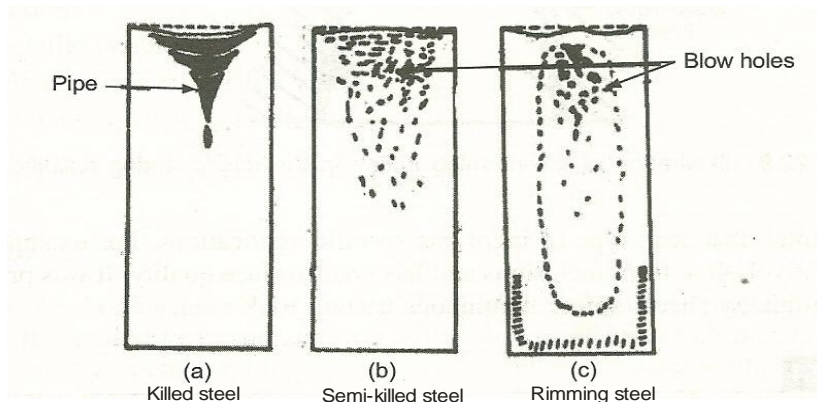 Pipe
Blow holes
(a)
Killed steel
(b)
Semi-killed steel
(c)
Rimming steel